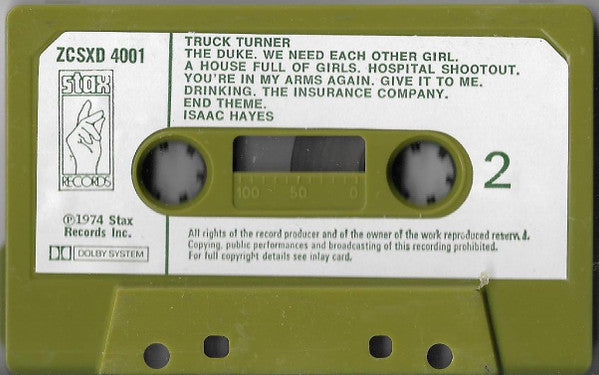 ZCSXD 4001
stax
RECORDS
℗1974 Stax
Records Inc.
DOLBY SYSTEM
TRUCK TURNER
THE DUKE. WE NEED EACH OTHER GIRL.
A HOUSE FULL OF GIRLS. HOSPITAL SHOOTOUT.
YOU'RE IN MY ARMS AGAIN. GIVE IT TO ME.
DRINKING. THE INSURANCE COMPANY.
END THEME.
ISAAC HAYES
100 50 0
2
All rights of the record producer and of the owner of the work reproduced reserved.
Copying, public performances and broadcasting of this recording prohibited.
For full copyright details see inlay card.